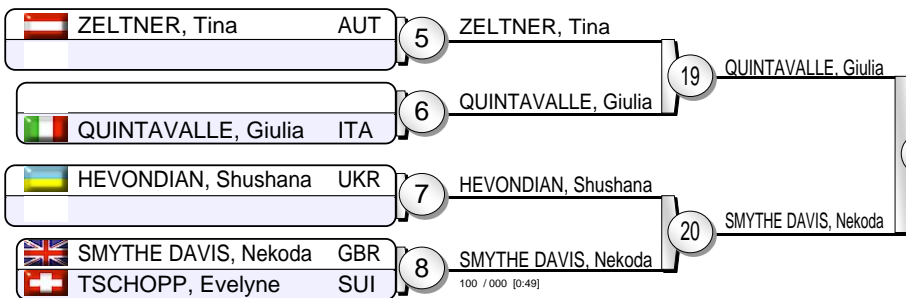 ZELTNER, Tina AUT
5
ZELTNER, Tina
19
QUINTAVALLE, Giulia
6
QUINTAVALLE, Giulia
QUINTAVALLE, Giulia ITA
HEVONDIAN, Shushana UKR
7
HEVONDIAN, Shushana
20
SMYTHE DAVIS, Nekoda
SMYTHE DAVIS, Nekoda GBR
8
SMYTHE DAVIS, Nekoda
TSCHOPP, Evelyne SUI
100 / 000 [0:49]